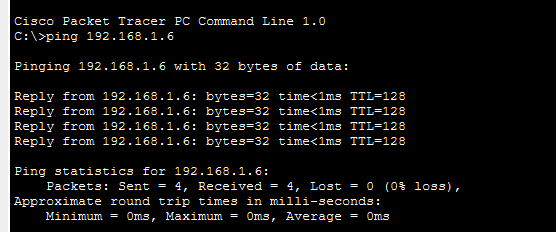 Cisco Packet Tracer PC Command Line 1.0
C:\>ping 192.168.1.6
Pinging 192.168.1.6 with 32 bytes of data:
Reply from 192.168.1.6: bytes=32 time<1ms TTL=128
Reply from 192.168.1.6: bytes=32 time<1ms TTL=128
Reply from 192.168.1.6: bytes=32 time<1ms TTL=128
Reply from 192.168.1.6: bytes=32 time<1ms TTL=128
Ping statistics for 192.168.1.6:
Packets: Sent = 4, Received = 4, Lost = 0 (0% loss),
Approximate round trip times in milli-seconds:
Minimum = 0ms, Maximum = 0ms, Average = 0ms